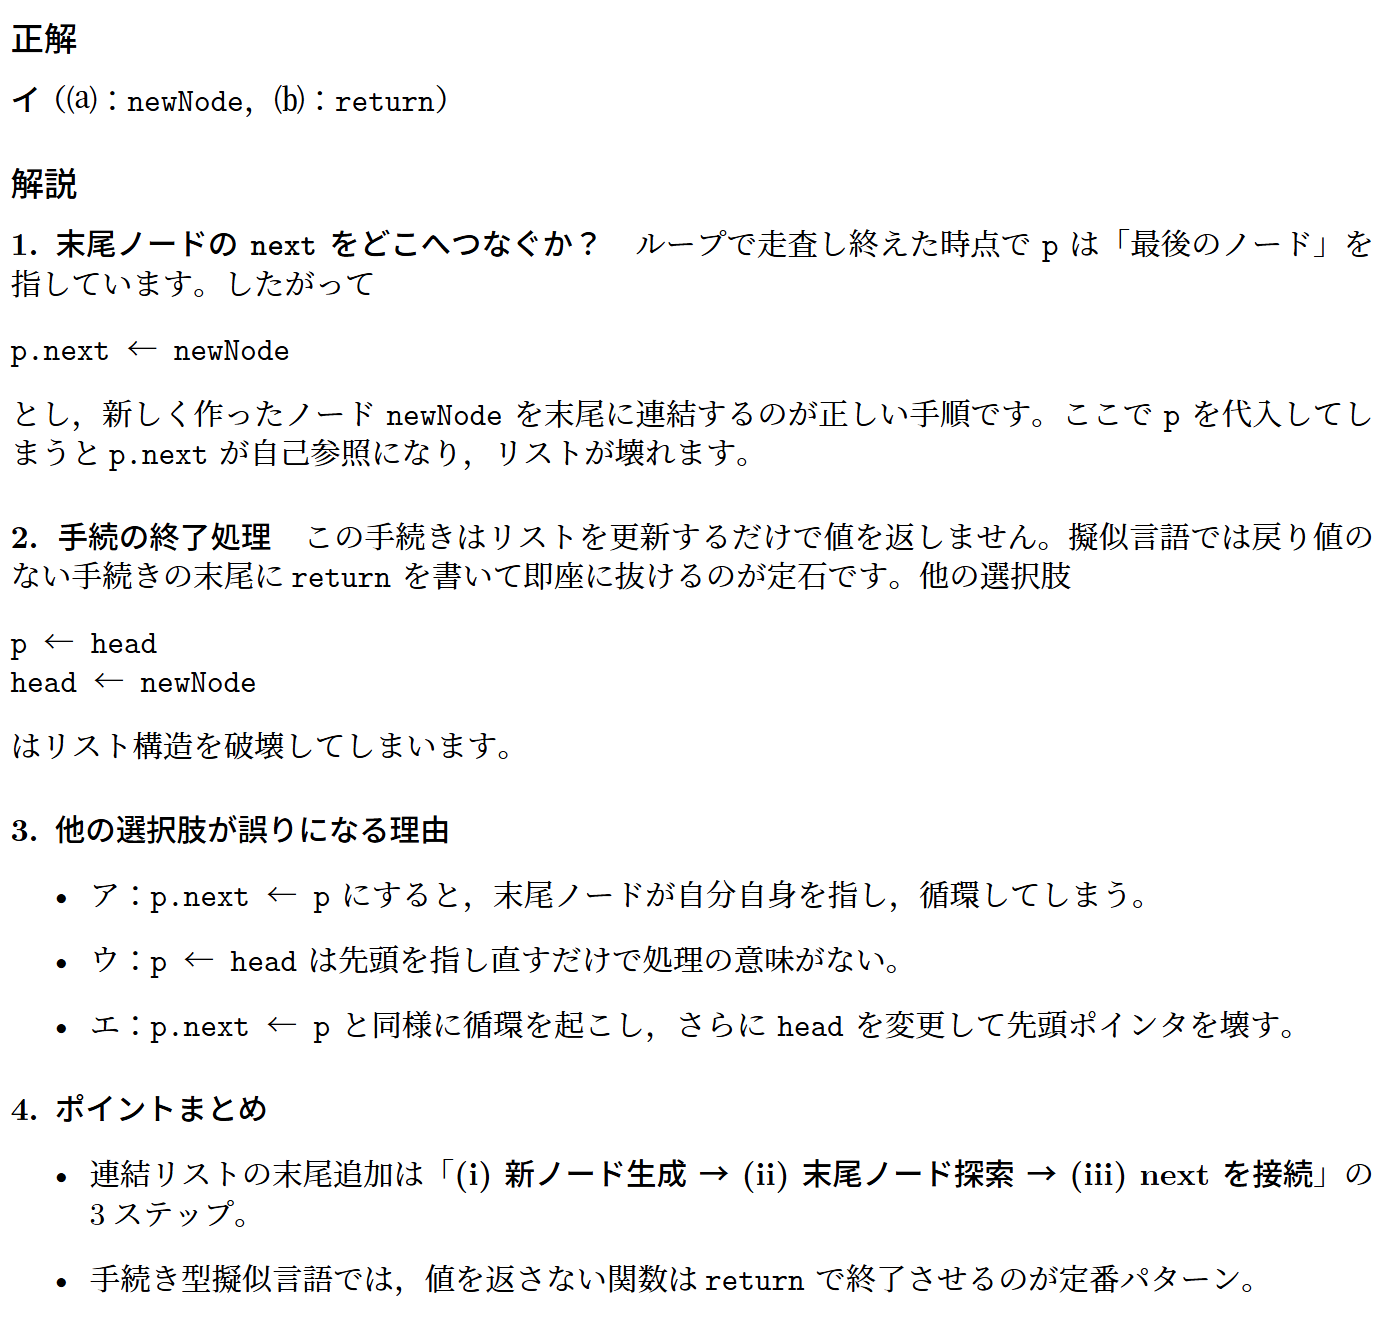 正解
イ（(a)：newNode，(b)：return）
解説
1. 末尾ノードの next をどこへつなぐか？　ループで走査し終えた時点で p は「最後のノード」を
指しています。したがって
p.next ← newNode
とし，新しく作ったノード newNode を末尾に連結するのが正しい手順です。ここで p を代入してし
まうと p.next が自己参照になり，リストが壊れます。
2. 手続の終了処理　この手続きはリストを更新するだけで値を返しません。擬似言語では戻り値の
ない手続きの末尾に return を書いて即座に抜けるのが定石です。他の選択肢
p ← head
head ← newNode
はリスト構造を破壊してしまいます。
3. 他の選択肢が誤りになる理由
• ア：p.next ← p にすると，末尾ノードが自分自身を指し，循環してしまう。
• ウ：p ← head は先頭を指し直すだけで処理の意味がない。
• エ：p.next ← p と同様に循環を起こし，さらに head を変更して先頭ポインタを壊す。
4. ポイントまとめ
• 連結リストの末尾追加は「(i) 新ノード生成 → (ii) 末尾ノード探索 → (iii) next を接続」の
3 ステップ。
• 手続き型擬似言語では，値を返さない関数は return で終了させるのが定番パターン。